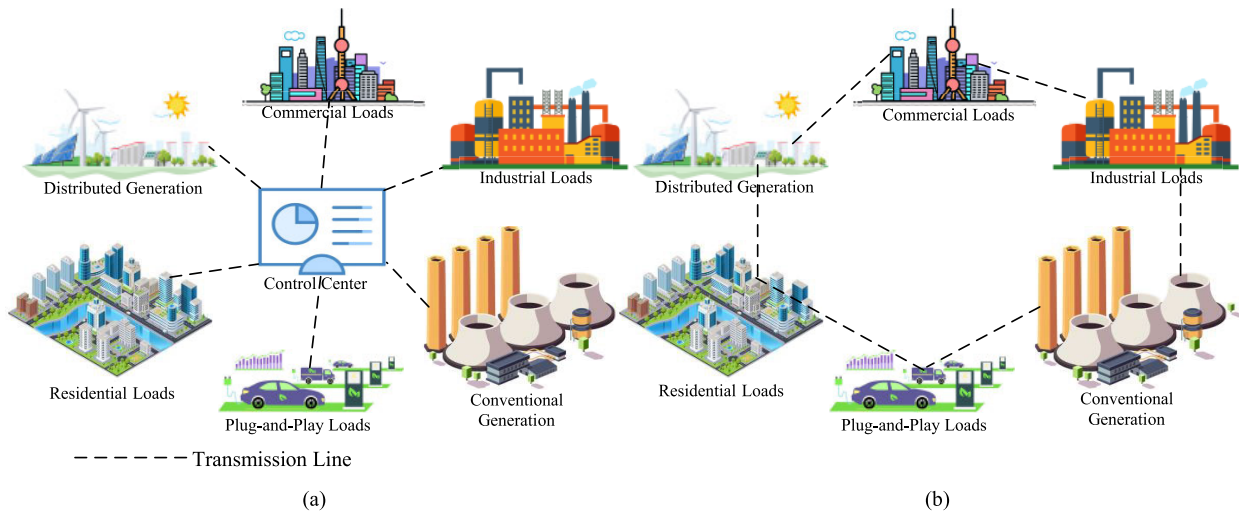 Commercial Loads
Distributed Generation
Industrial Loads
Control Center
Residential Loads
Plug-and-Play Loads
Conventional
Generation
Transmission Line
(a)
Commercial Loads
Distributed Generation
Industrial Loads
Residential Loads
Plug-and-Play Loads
Conventional
Generation
(b)